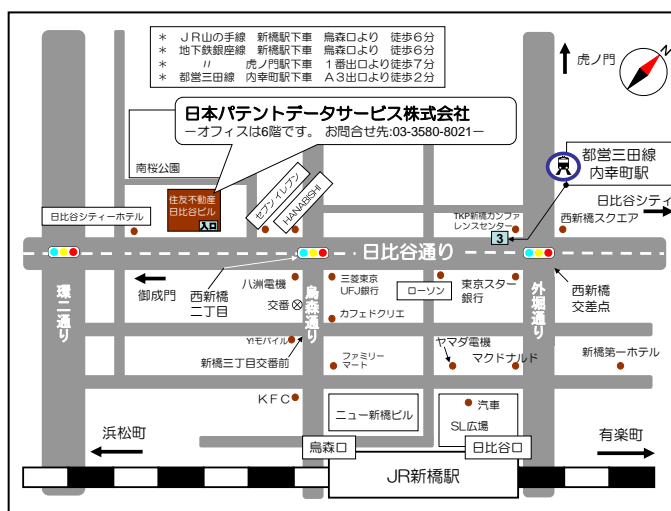 * JR山の手線 新橋駅下車 烏森口より 徒歩6分
* 地下鉄銀座線 新橋駅下車 烏森口より 徒歩6分
* 〃 虎ノ門駅下車 1番出口より徒歩7分
* 都営三田線 内幸町駅下車 A3出口より徒歩2分
虎ノ門
N
日本パテントデータサービス株式会社
−オフィスは6階です。 お問合せ先:03-3580-8021−
南桜公園
都営三田線
内幸町駅
住友不動産
日比谷ビル
入口
セブンイレブン
HANABISHI
日比谷シティーホテル
TKP新橋カンファ
レンスセンター
3
日比谷シティ
西新橋スクエア
日比谷通り
御成門
西新橋
二丁目
八洲電機
交番
三菱東京
UFJ銀行
カフェドクリエ
ローソン
東京スター
銀行
西新橋
交差点
環二通り
烏森通り
外堀通り
Y!モバイル
新橋三丁目交番前
ファミリー
マート
ヤマダ電機
マクドナルド
新橋第一ホテル
KFC
ニュー新橋ビル
汽車
SL広場
浜松町
烏森口
日比谷口
有楽町
JR新橋駅